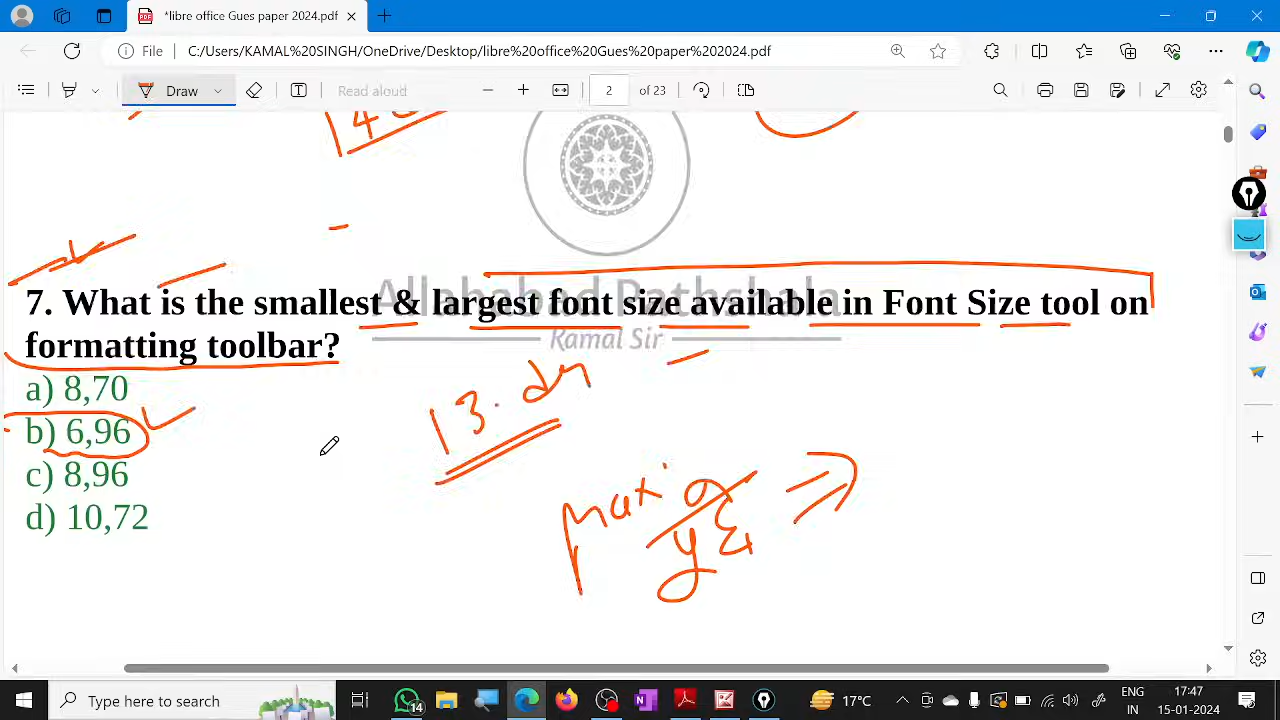 *libre office Gues paper 2024.pdf
File
C:/Users/KAMAL%20SINGH/OneDrive/Desktop/libre%20office%20Gues%20paper%202024.pdf
Draw
Read aloud
2
of 23
Allahabad Pathshala
Kamal Sir
7. What is the smallest & largest font size available in Font Size tool on
formatting toolbar?
a) 8,70
b) 6,96
c) 8,96
d) 10,72
13.
Type here to search
14
17°C
ENG
IN
17:47
15-01-2024